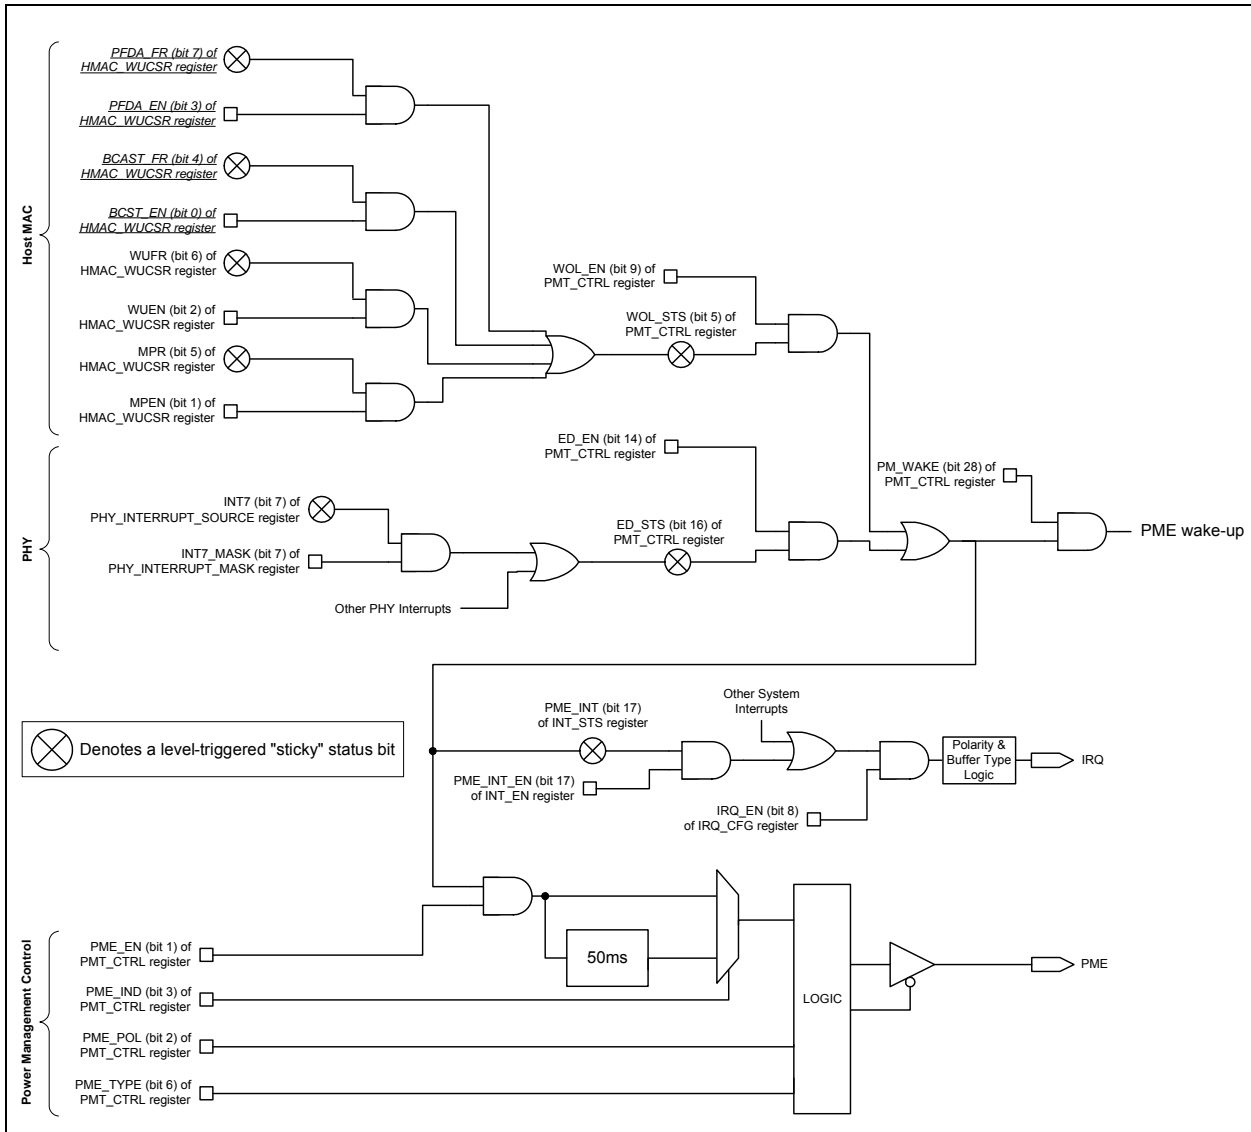 Host MAC
PFDA_FR (bit 7) of
HMAC_WUCSR register
PFDA_EN (bit 3) of
HMAC_WUCSR register
BCAST_FR (bit 4) of
HMAC_WUCSR register
BCST_EN (bit 0) of
HMAC_WUCSR register
WUFR (bit 6) of
HMAC_WUCSR register
WUEN (bit 2) of
HMAC_WUCSR register
MPR (bit 5) of
HMAC_WUCSR register
MPEN (bit 1) of
HMAC_WUCSR register
WOL_EN (bit 9) of
PMT_CTRL register
WOL_STS (bit 5) of
PMT_CTRL register
PHY
INT7 (bit 7) of
PHY_INTERRUPT_SOURCE register
INT7_MASK (bit 7) of
PHY_INTERRUPT_MASK register
Other PHY Interrupts
ED_EN (bit 14) of
PMT_CTRL register
ED_STS (bit 16) of
PMT_CTRL register
PM_WAKE (bit 28) of
PMT_CTRL register
PME wake-up
Denotes a level-triggered "sticky" status bit
PME_INT (bit 17)
of INT_STS register
PME_INT_EN (bit 17)
of INT_EN register
Other System
Interrupts
IRQ_EN (bit 8)
of IRQ_CFG register
Polarity &
Buffer Type
Logic
IRQ
Power Management Control
PME_EN (bit 1) of
PMT_CTRL register
PME_IND (bit 3) of
PMT_CTRL register
PME_POL (bit 2) of
PMT_CTRL register
PME_TYPE (bit 6) of
PMT_CTRL register
50ms
LOGIC
PME